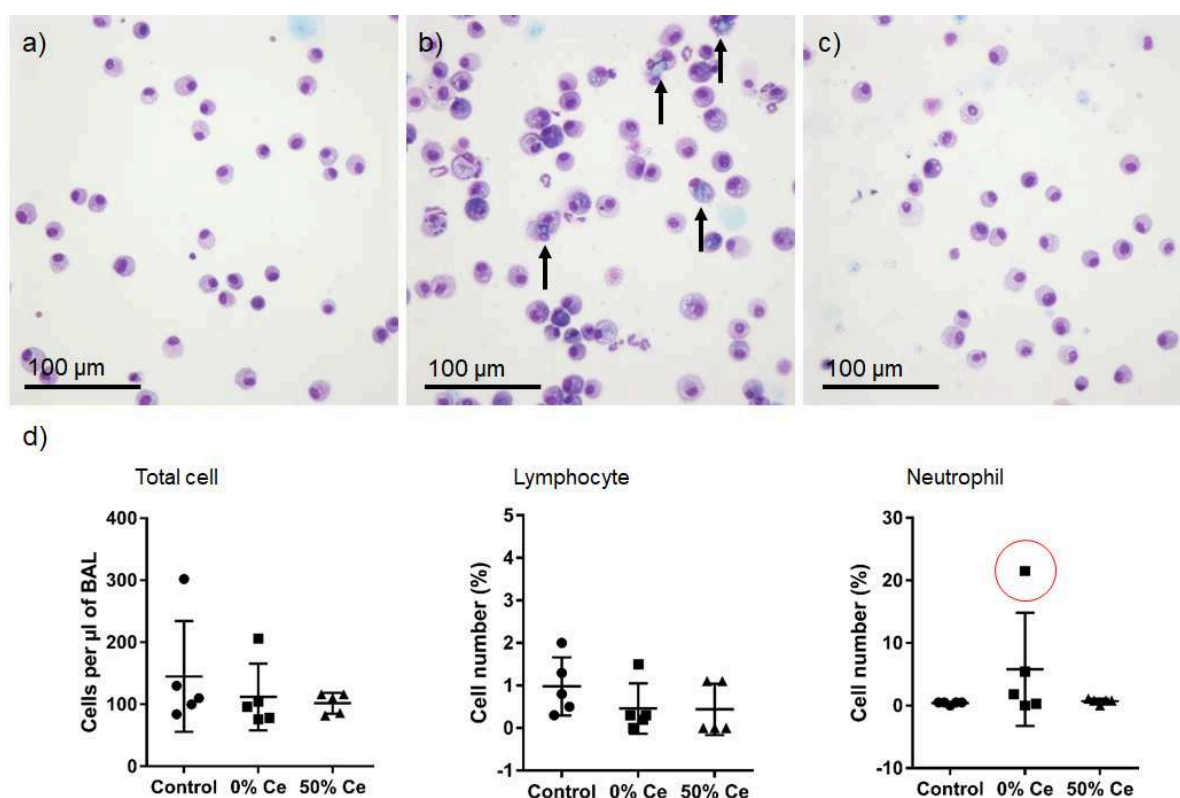 a)
b)
c)
100 µm
100 µm
100 µm
d)
Total cell
Lymphocyte
Neutrophil
Cells per µl of BAL
400
300
200
100
0
Control 0% Ce 50% Ce
Cell number (%)
5
4
3
2
1
0
-1
Control 0% Ce 50% Ce
Cell number (%)
30
20
10
0
-10
Control 0% Ce 50% Ce